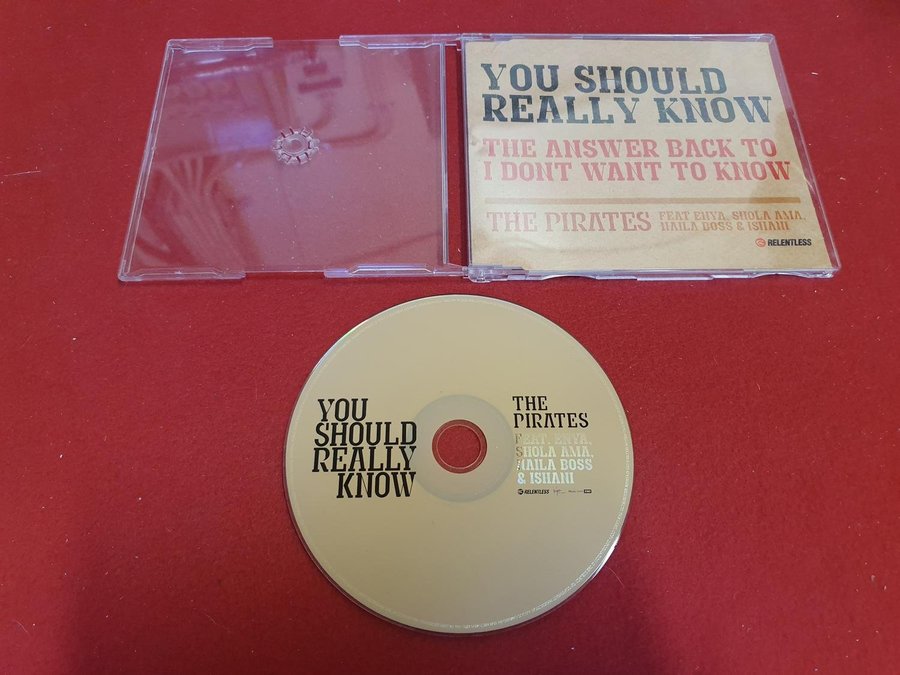 YOU SHOULD
REALLY KNOW
THE ANSWER BACK TO
I DONT WANT TO KNOW
THE PIRATES FEAT ENYA, SHOLA AMA,
NAILA BOSS & ISHANI
RELENTLESS
YOU
SHOULD
REALLY
KNOW
THE
PIRATES
FEAT. ENYA,
SHOLA AMA,
NAILA BOSS
& ISHANI
RELENTLESS